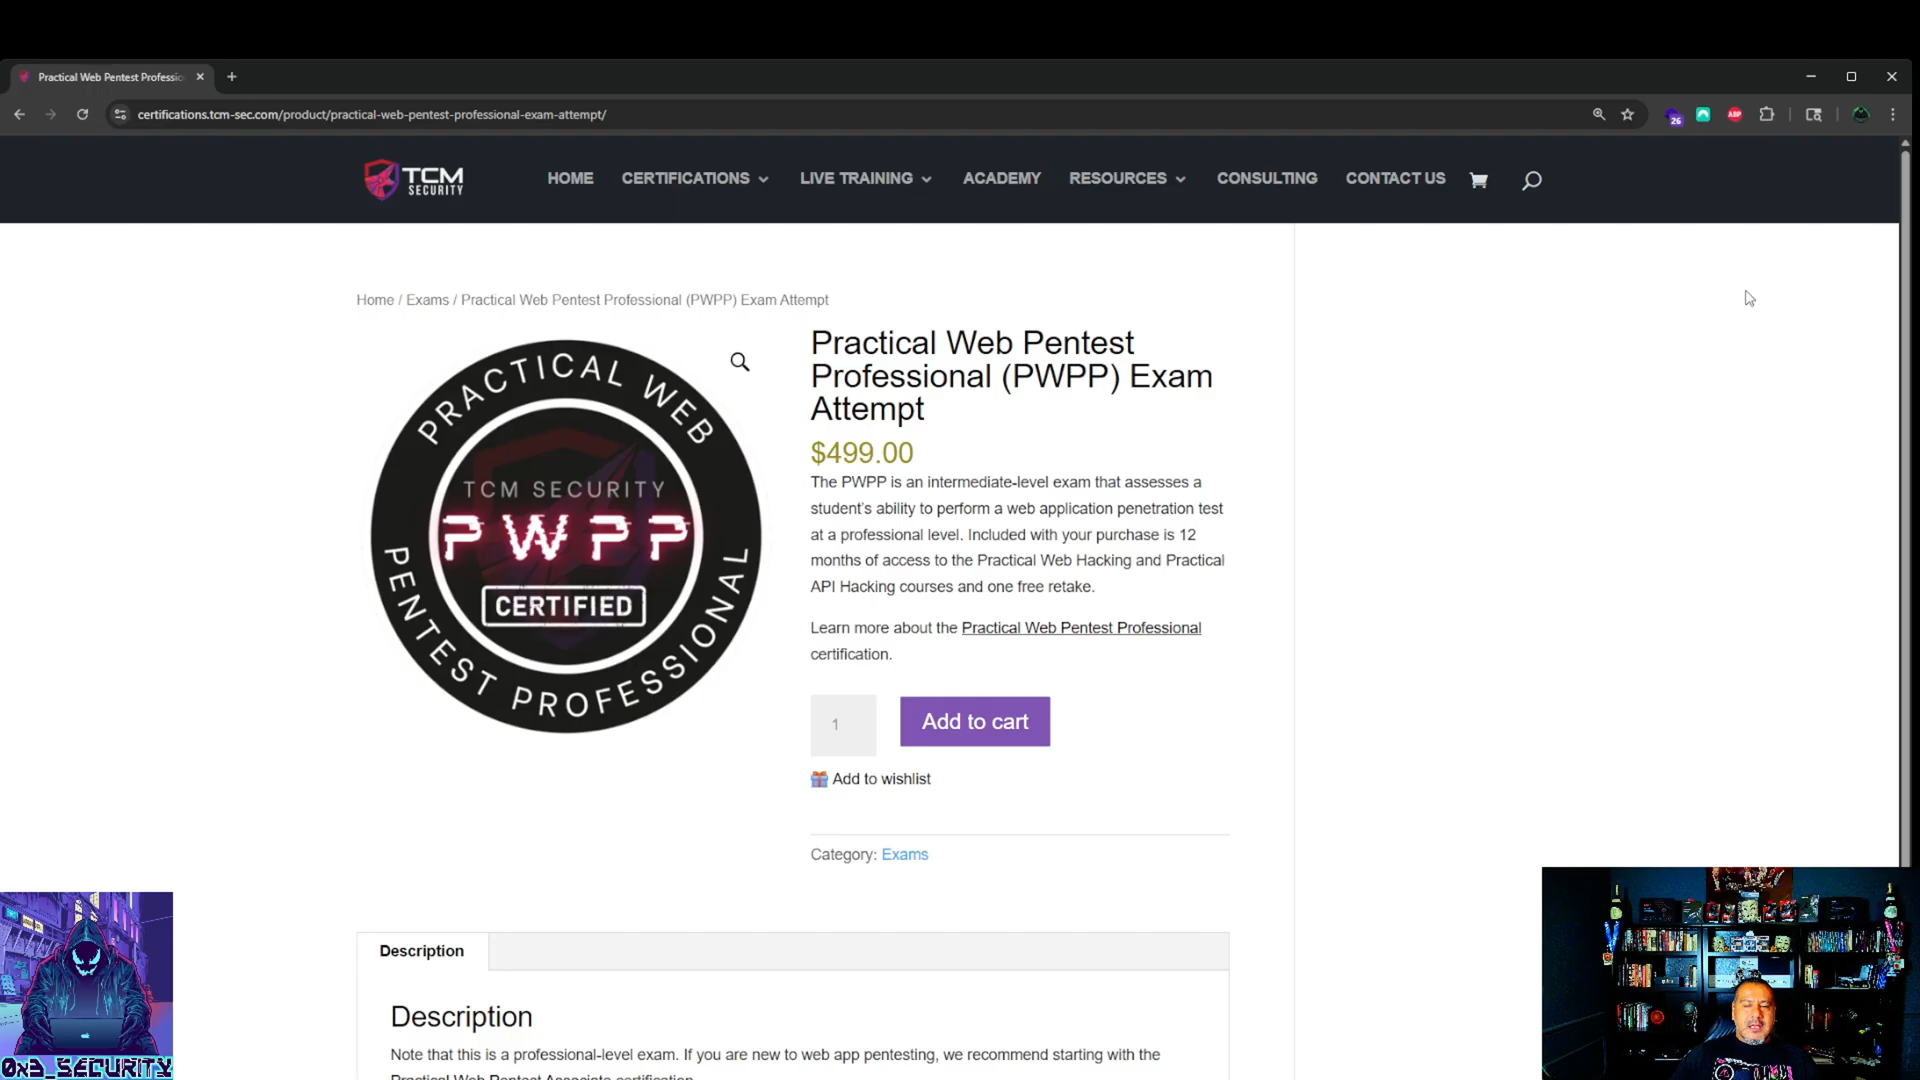 Practical Web Pentest Professio
certifications.tcm-sec.com/product/practical-web-pentest-professional-exam-attempt/
26
ABP
TCM
SECURITY
HOME
CERTIFICATIONS
LIVE TRAINING
ACADEMY
RESOURCES
CONSULTING
CONTACT US
Home / Exams / Practical Web Pentest Professional (PWPP) Exam Attempt
PRACTICAL WEB
TCM SECURITY
PWPP
CERTIFIED
PENTEST PROFESSIONAL
Practical Web Pentest
Professional (PWPP) Exam
Attempt
$499.00
The PWPP is an intermediate-level exam that assesses a
student's ability to perform a web application penetration test
at a professional level. Included with your purchase is 12
months of access to the Practical Web Hacking and Practical
API Hacking courses and one free retake.
Learn more about the Practical Web Pentest Professional
certification.
1
Add to cart
Add to wishlist
Category: Exams
Description
Description
Note that this is a professional-level exam. If you are new to web app pentesting, we recommend starting with the
Practical Web Pentest Associate certification.
0x3_SECURITY